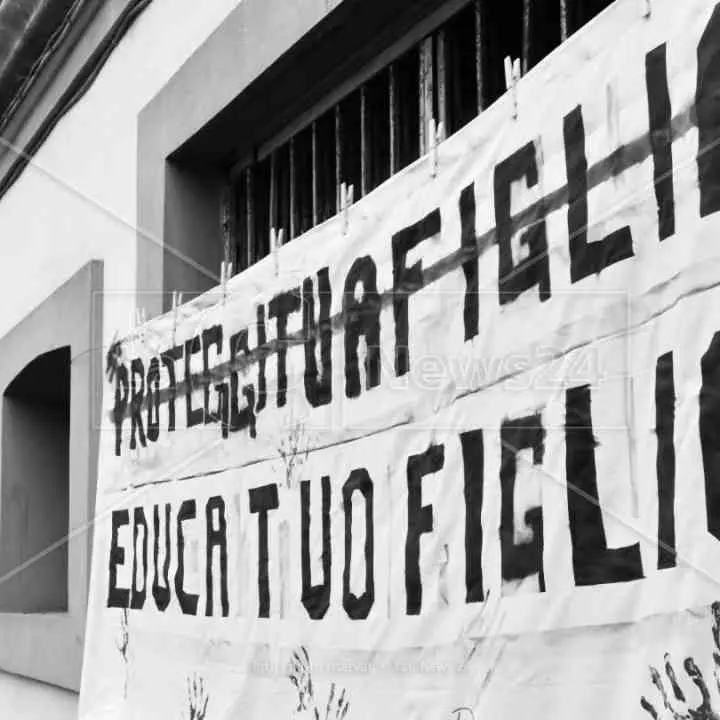 PROTEGGI TUA FIGLIA
News24
EDUCA TUO FIGLIO